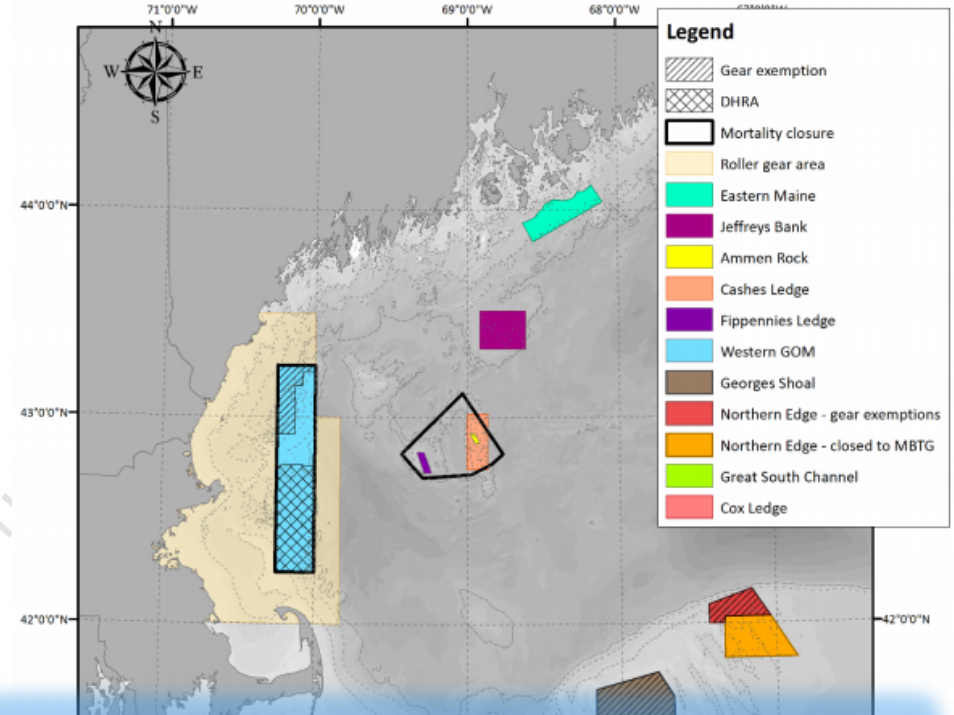 71°0'0"W 70°0'0"W 69°0'0"W 68°0'0"W
N
W E
S
44°0'0"N
43°0'0"N
42°0'0"N
42°0'0"N
Legend
Gear exemption
DHRA
Mortality closure
Roller gear area
Eastern Maine
Jeffreys Bank
Ammen Rock
Cashes Ledge
Fippennies Ledge
Western GOM
Georges Shoal
Northern Edge - gear exemptions
Northern Edge - closed to MBTG
Great South Channel
Cox Ledge